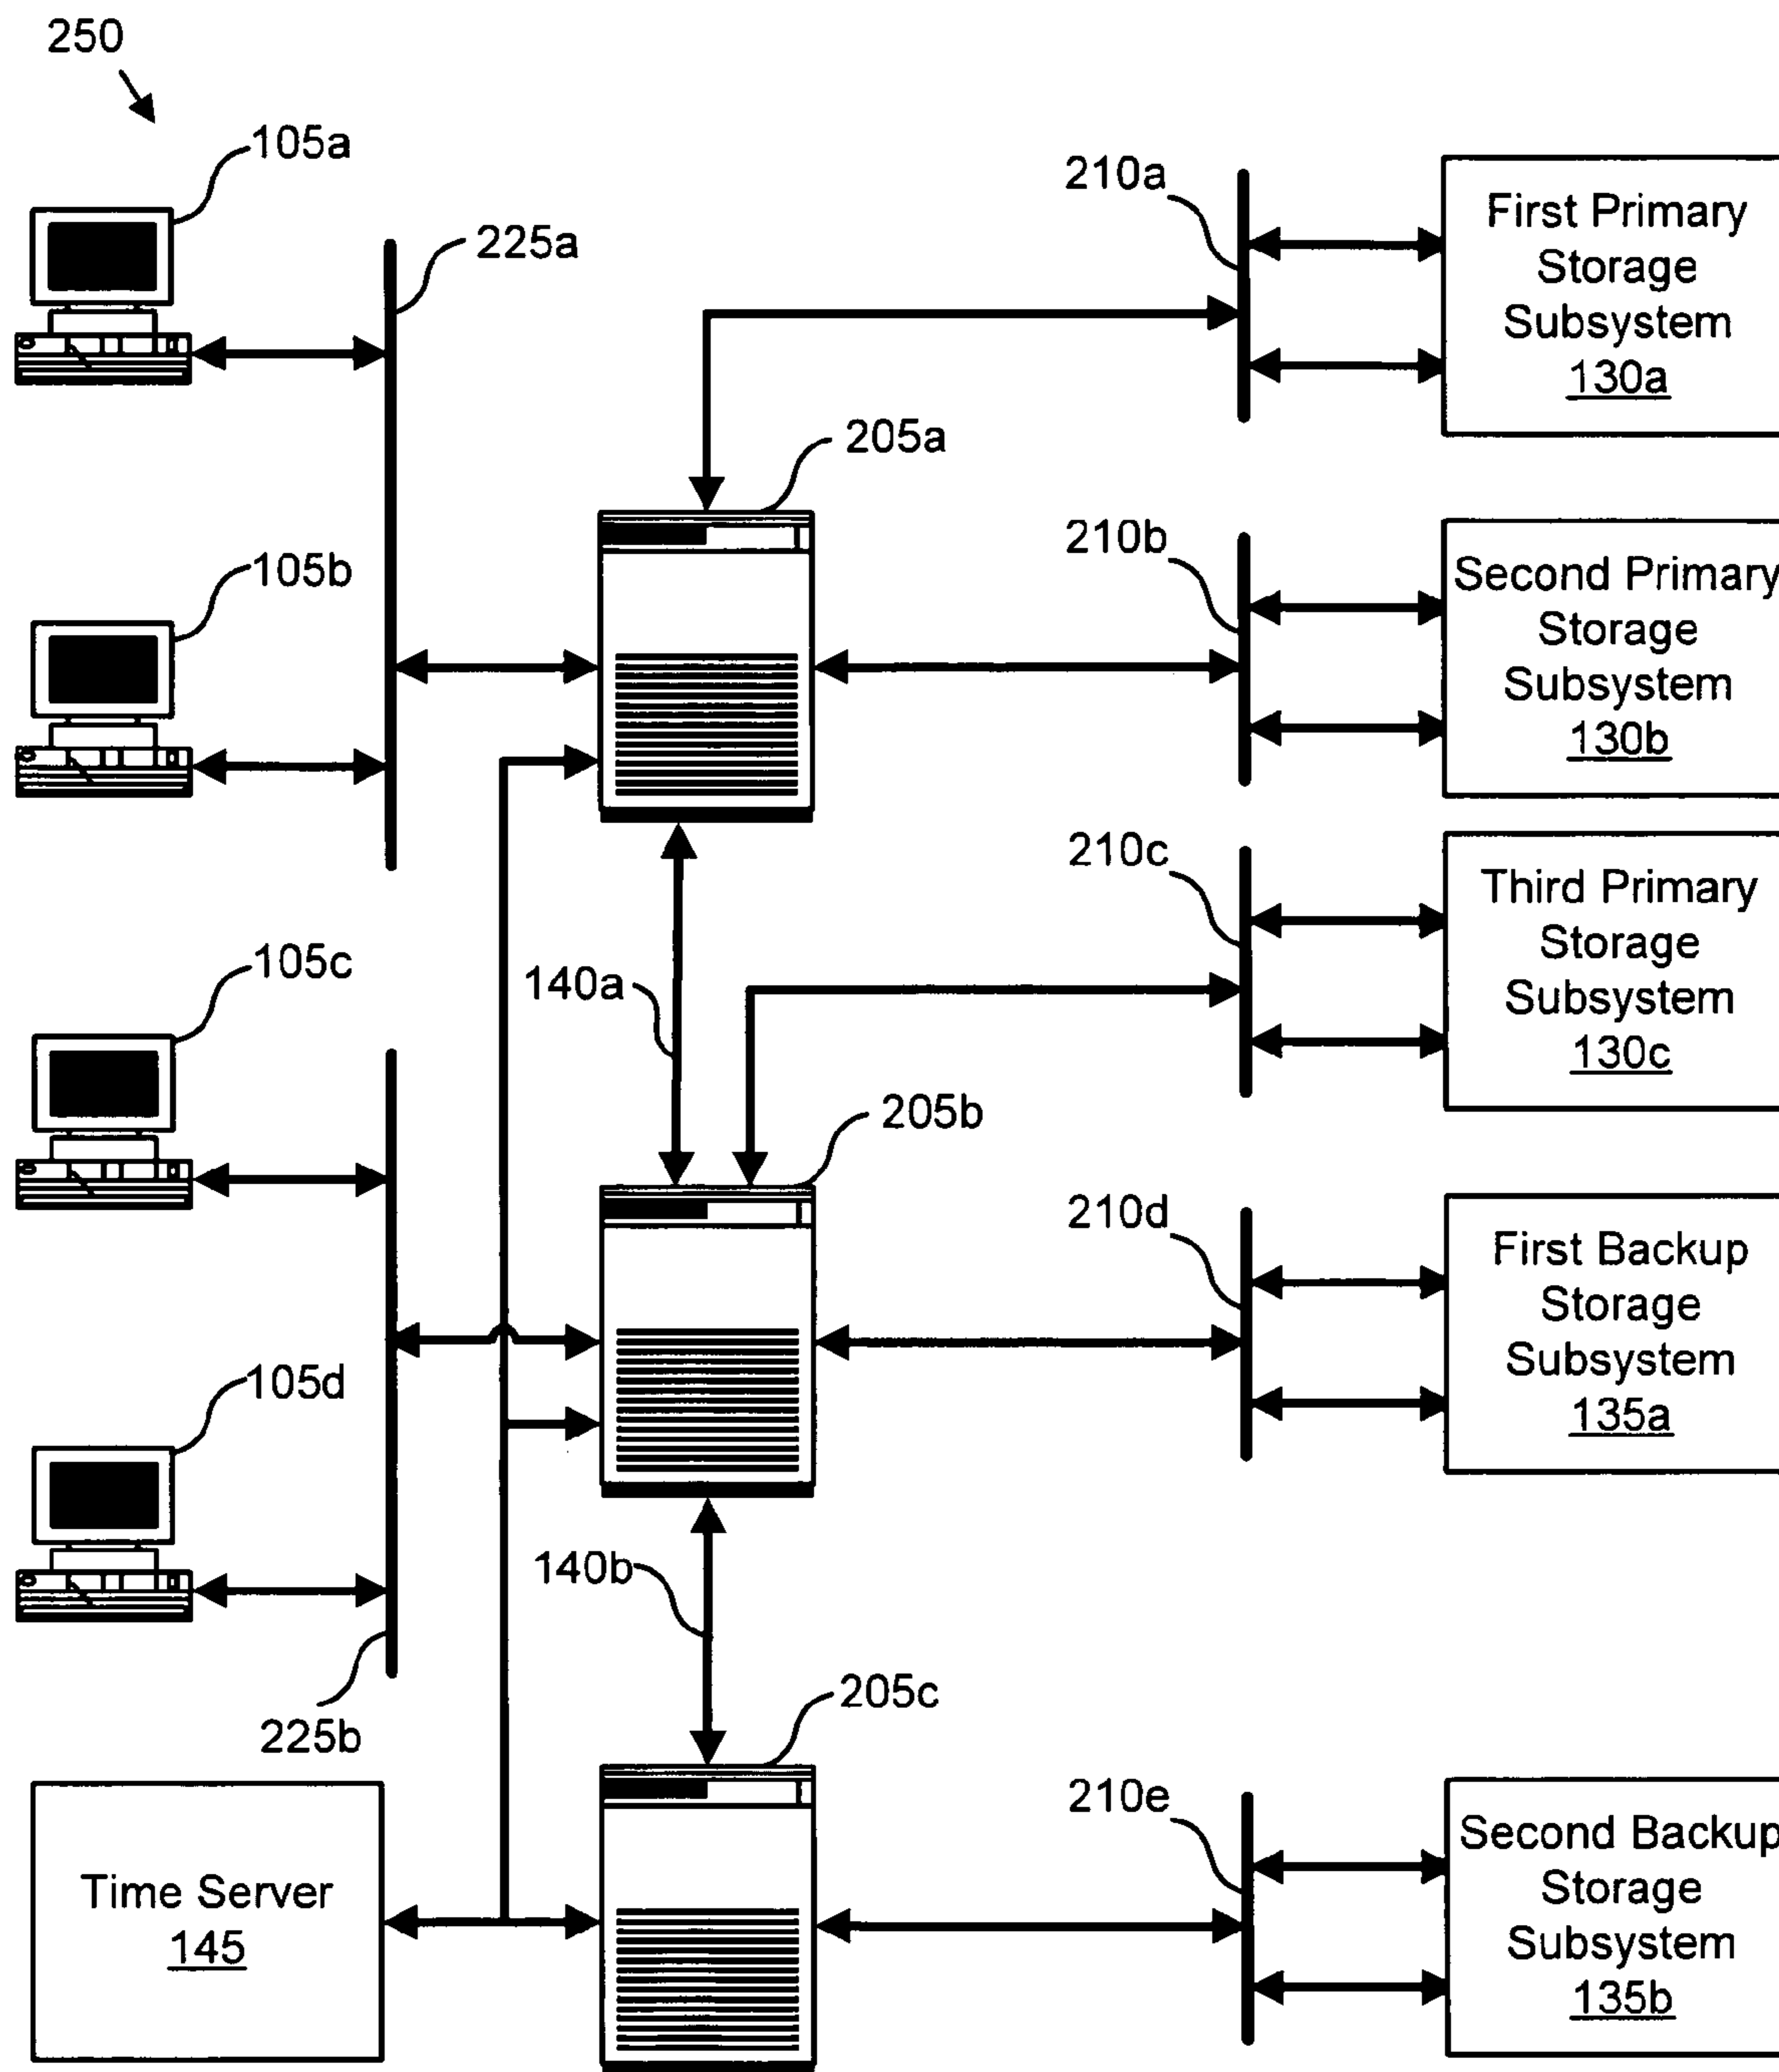 250
105a
225a
210a
First Primary
Storage
Subsystem
130a
205a
105b
210b
Second Primary
Storage
Subsystem
130b
210c
Third Primary
Storage
Subsystem
130c
105c
140a
205b
210d
First Backup
Storage
Subsystem
135a
105d
140b
225b
205c
210e
Second Backup
Storage
Subsystem
135b
Time Server
145